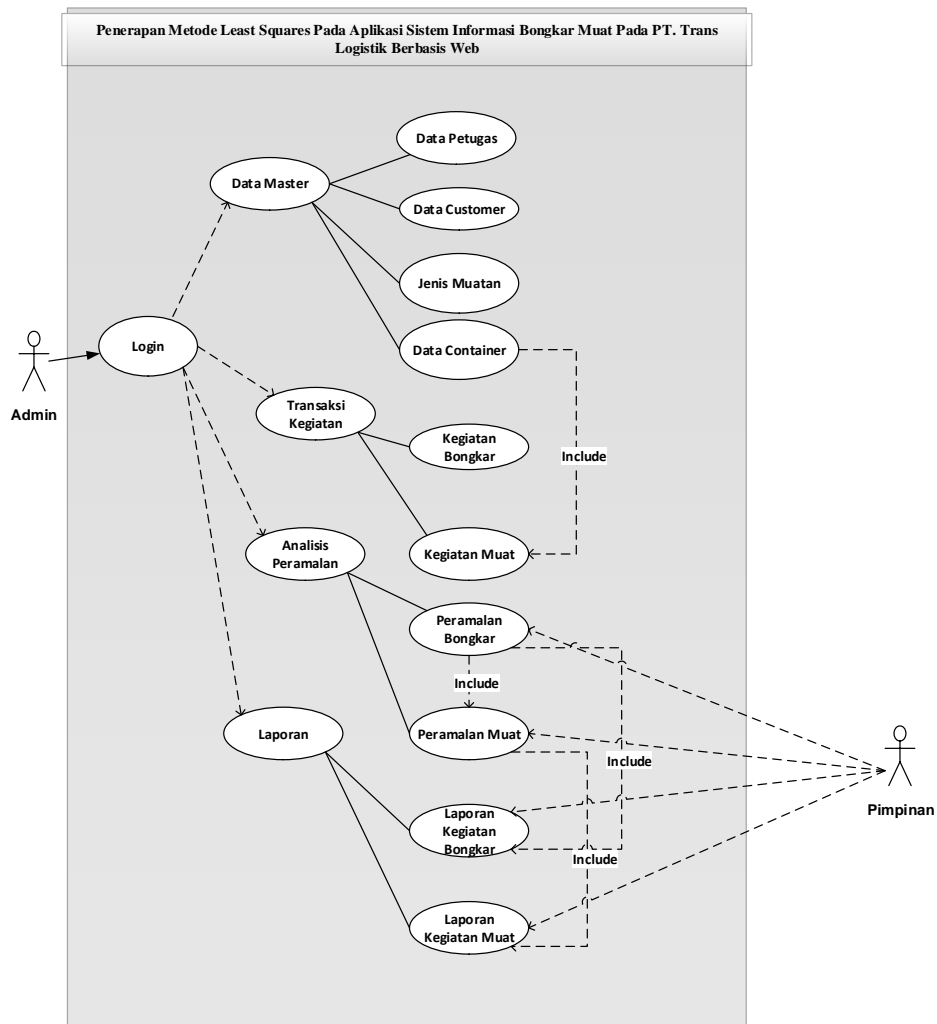 Penerapan Metode Least Squares Pada Aplikasi Sistem Informasi Bongkar Muat Pada PT. Trans
Logistik Berbasis Web
Data Petugas
Data Master
Data Customer
Jenis Muatan
Login
Data Container
Admin
Transaksi
Kegiatan
Kegiatan
Bongkar
Include
Analisis
Peramalan
Kegiatan Muat
Peramalan
Bongkar
Include
Laporan
Peramalan Muat
Include
Pimpinan
Laporan
Kegiatan
Bongkar
Include
Laporan
Kegiatan Muat